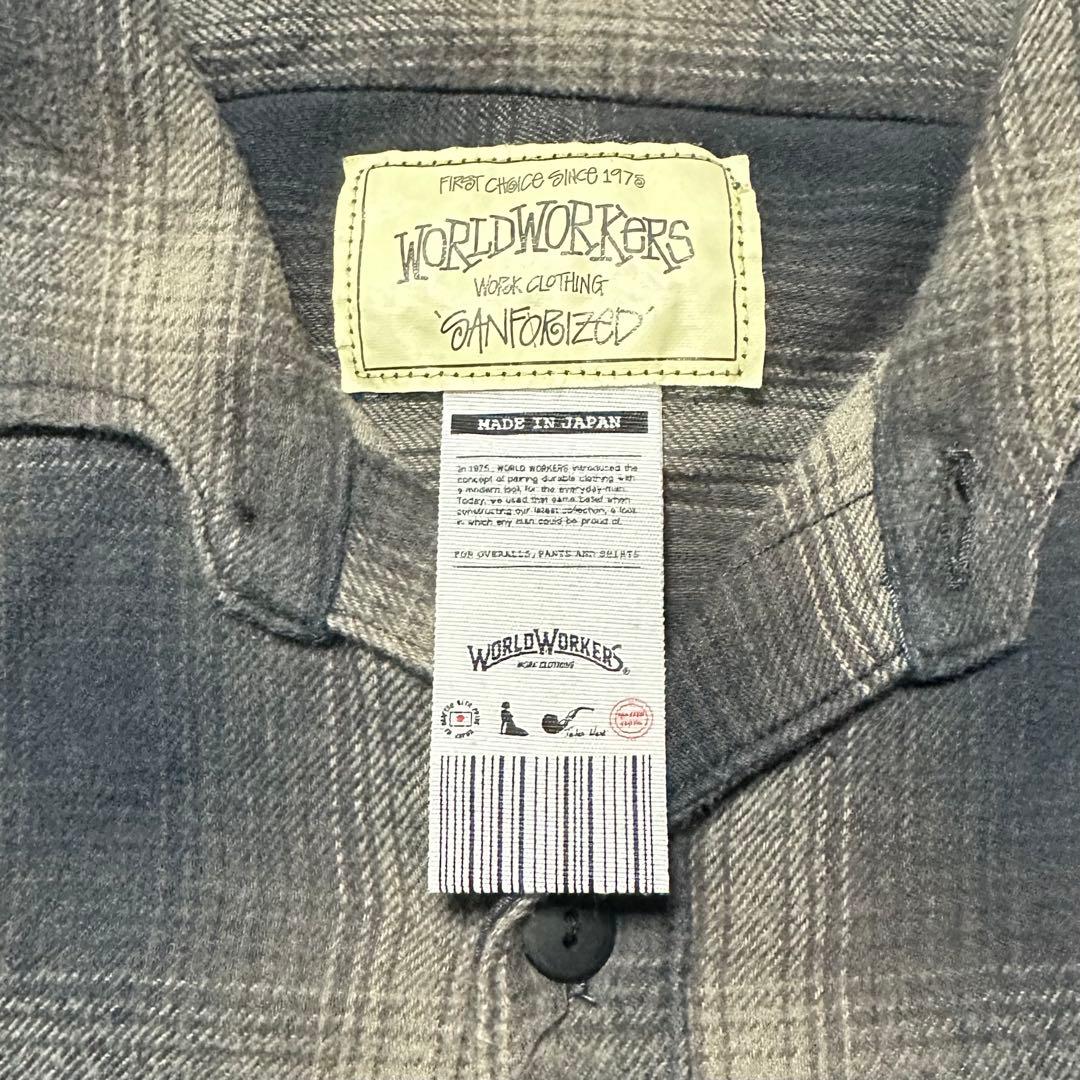 FIRST CHOICE SINCE 1975
WORLDWORKERS
WORK CLOTHING
'SANFORIZED'
MADE IN JAPAN
In 1975, WORLD WORKERS introduced the
concept of pairing durable clothing with
a modern look, for the everyday man.
Today, we used that same based when
constructing our latest collection, a look
in which any man could be proud of.
FOR OVERALLS, PANTS AND SHIRTS
WORLDWORKERS®
WORK CLOTHING